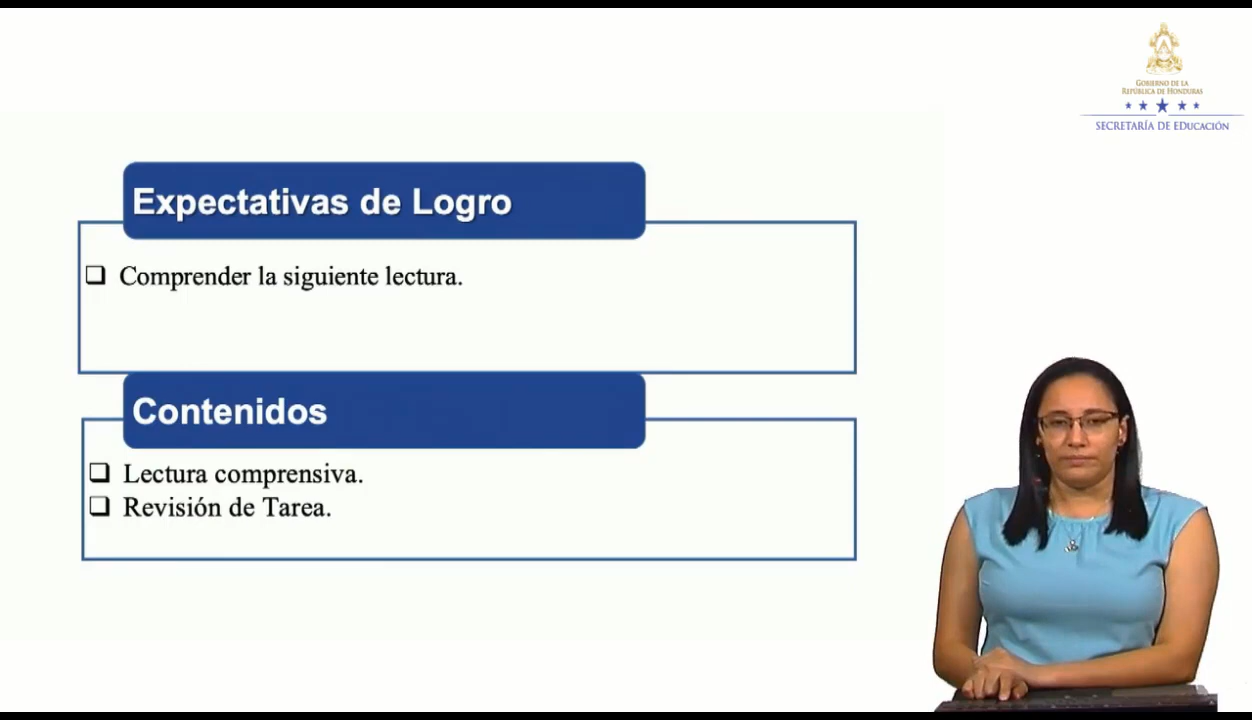 GOBIERNO DE LA
REPÚBLICA DE HONDURAS
SECRETARÍA DE EDUCACIÓN
Expectativas de Logro
Comprender la siguiente lectura.
Contenidos
Lectura comprensiva.
Revisión de Tarea.